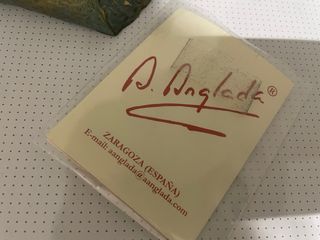 A. Anglada®
ZARAGOZA (ESPAÑA)
E-mail: aanglada@aanglada.com